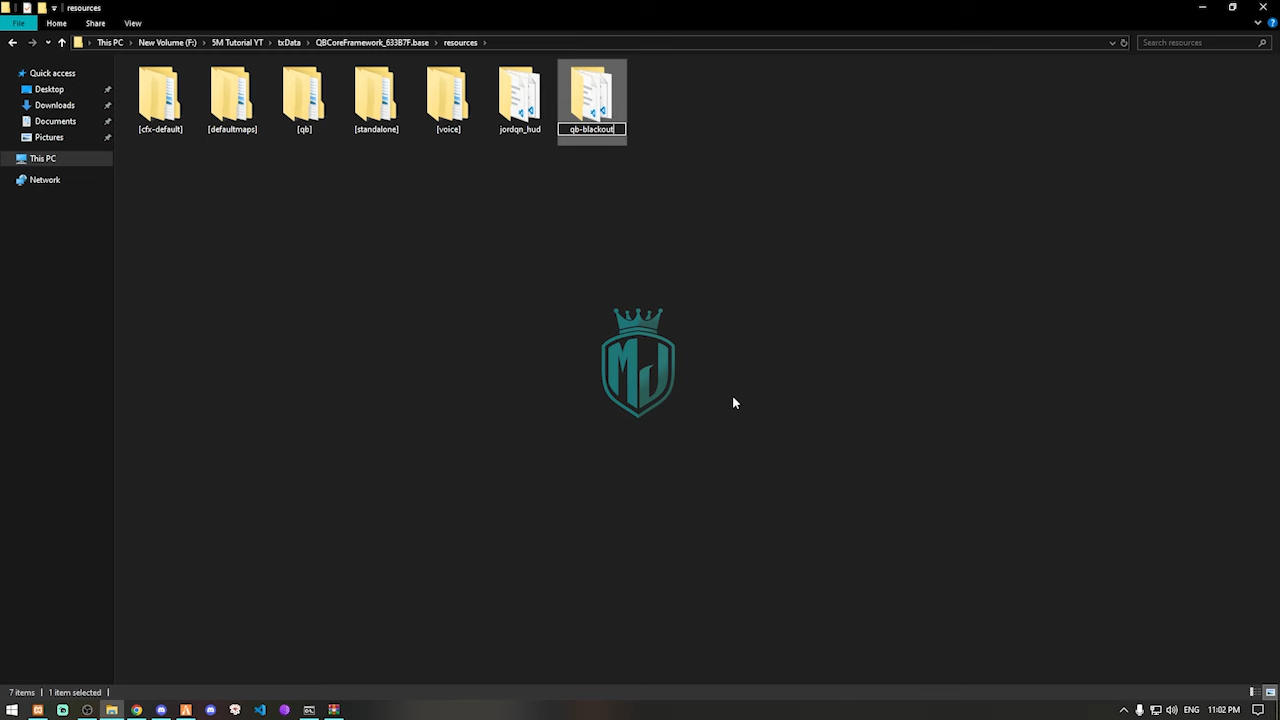 resources
File
Home
Share
View
This PC
New Volume (F:)
5M Tutorial YT
txData
QBCoreFramework_633B7F.base
resources
Search resources
Quick access
Desktop
Downloads
Documents
Pictures
This PC
Network
[cfx-default]
[defaultmaps]
[qb]
[standalone]
[voice]
jordqn_hud
qb-blackout
MJ
7 items
1 item selected
ENG
11:02 PM